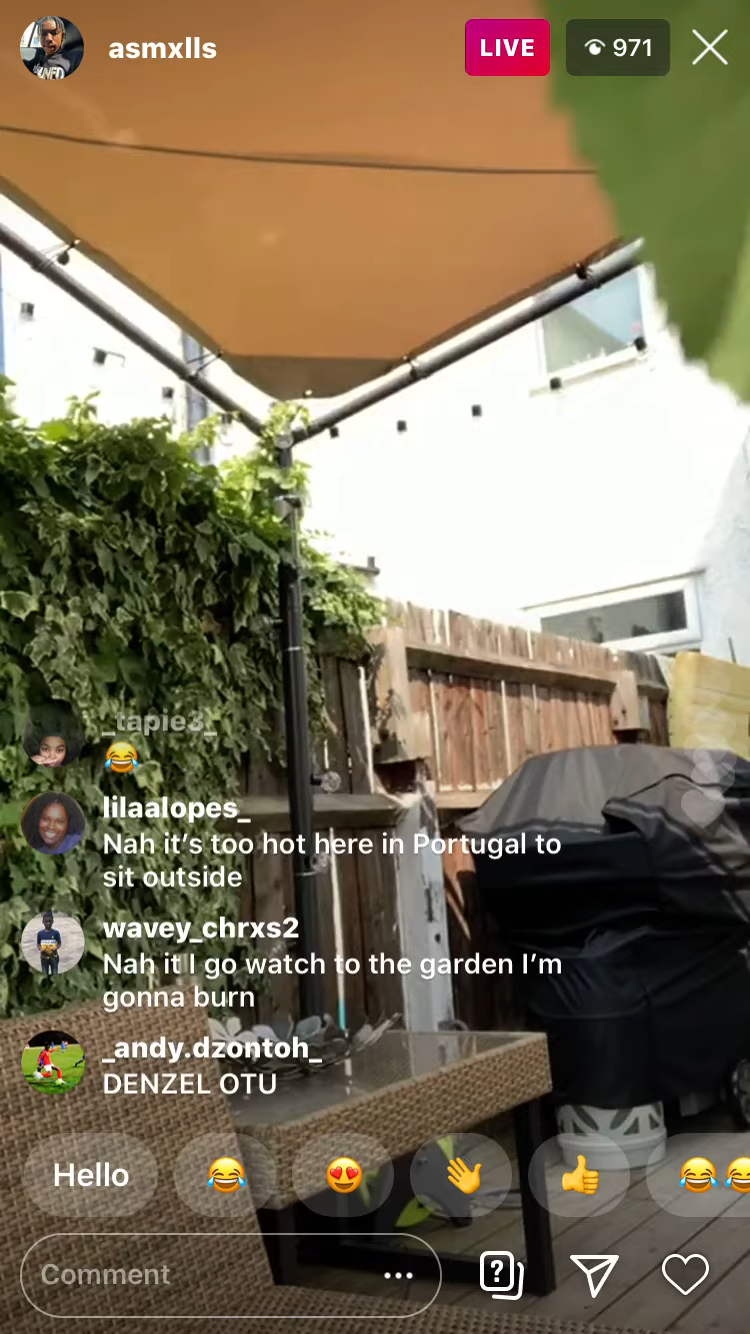 asmxlls
LIVE
971
_tapie3_
😂
lilaalopes_
Nah it’s too hot here in Portugal to
sit outside
wavey_chrxs2
Nah it I go watch to the garden I’m
gonna burn
_andy.dzontoh_
DENZEL OTU
Hello 😂 😍 👋 👍 😂😂
Comment